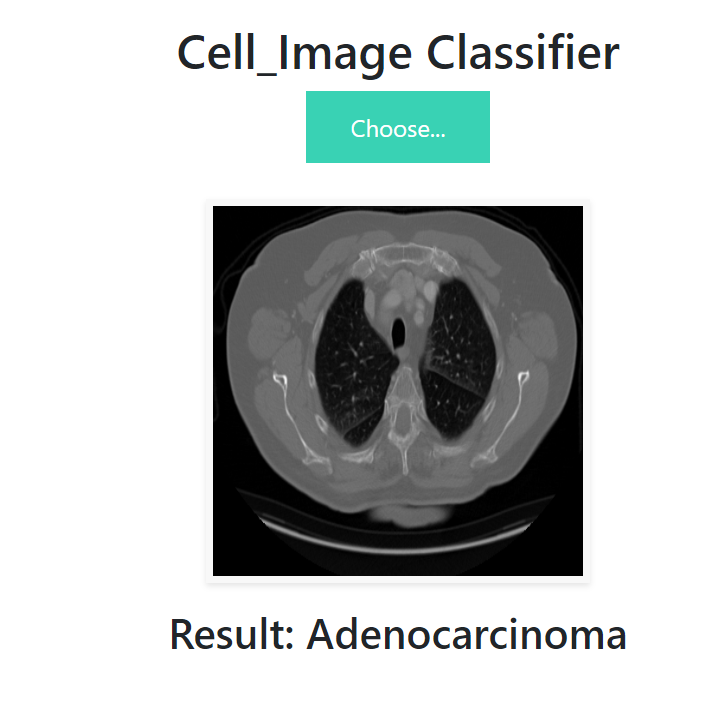 Cell_Image Classifier
Choose...
Result: Adenocarcinoma